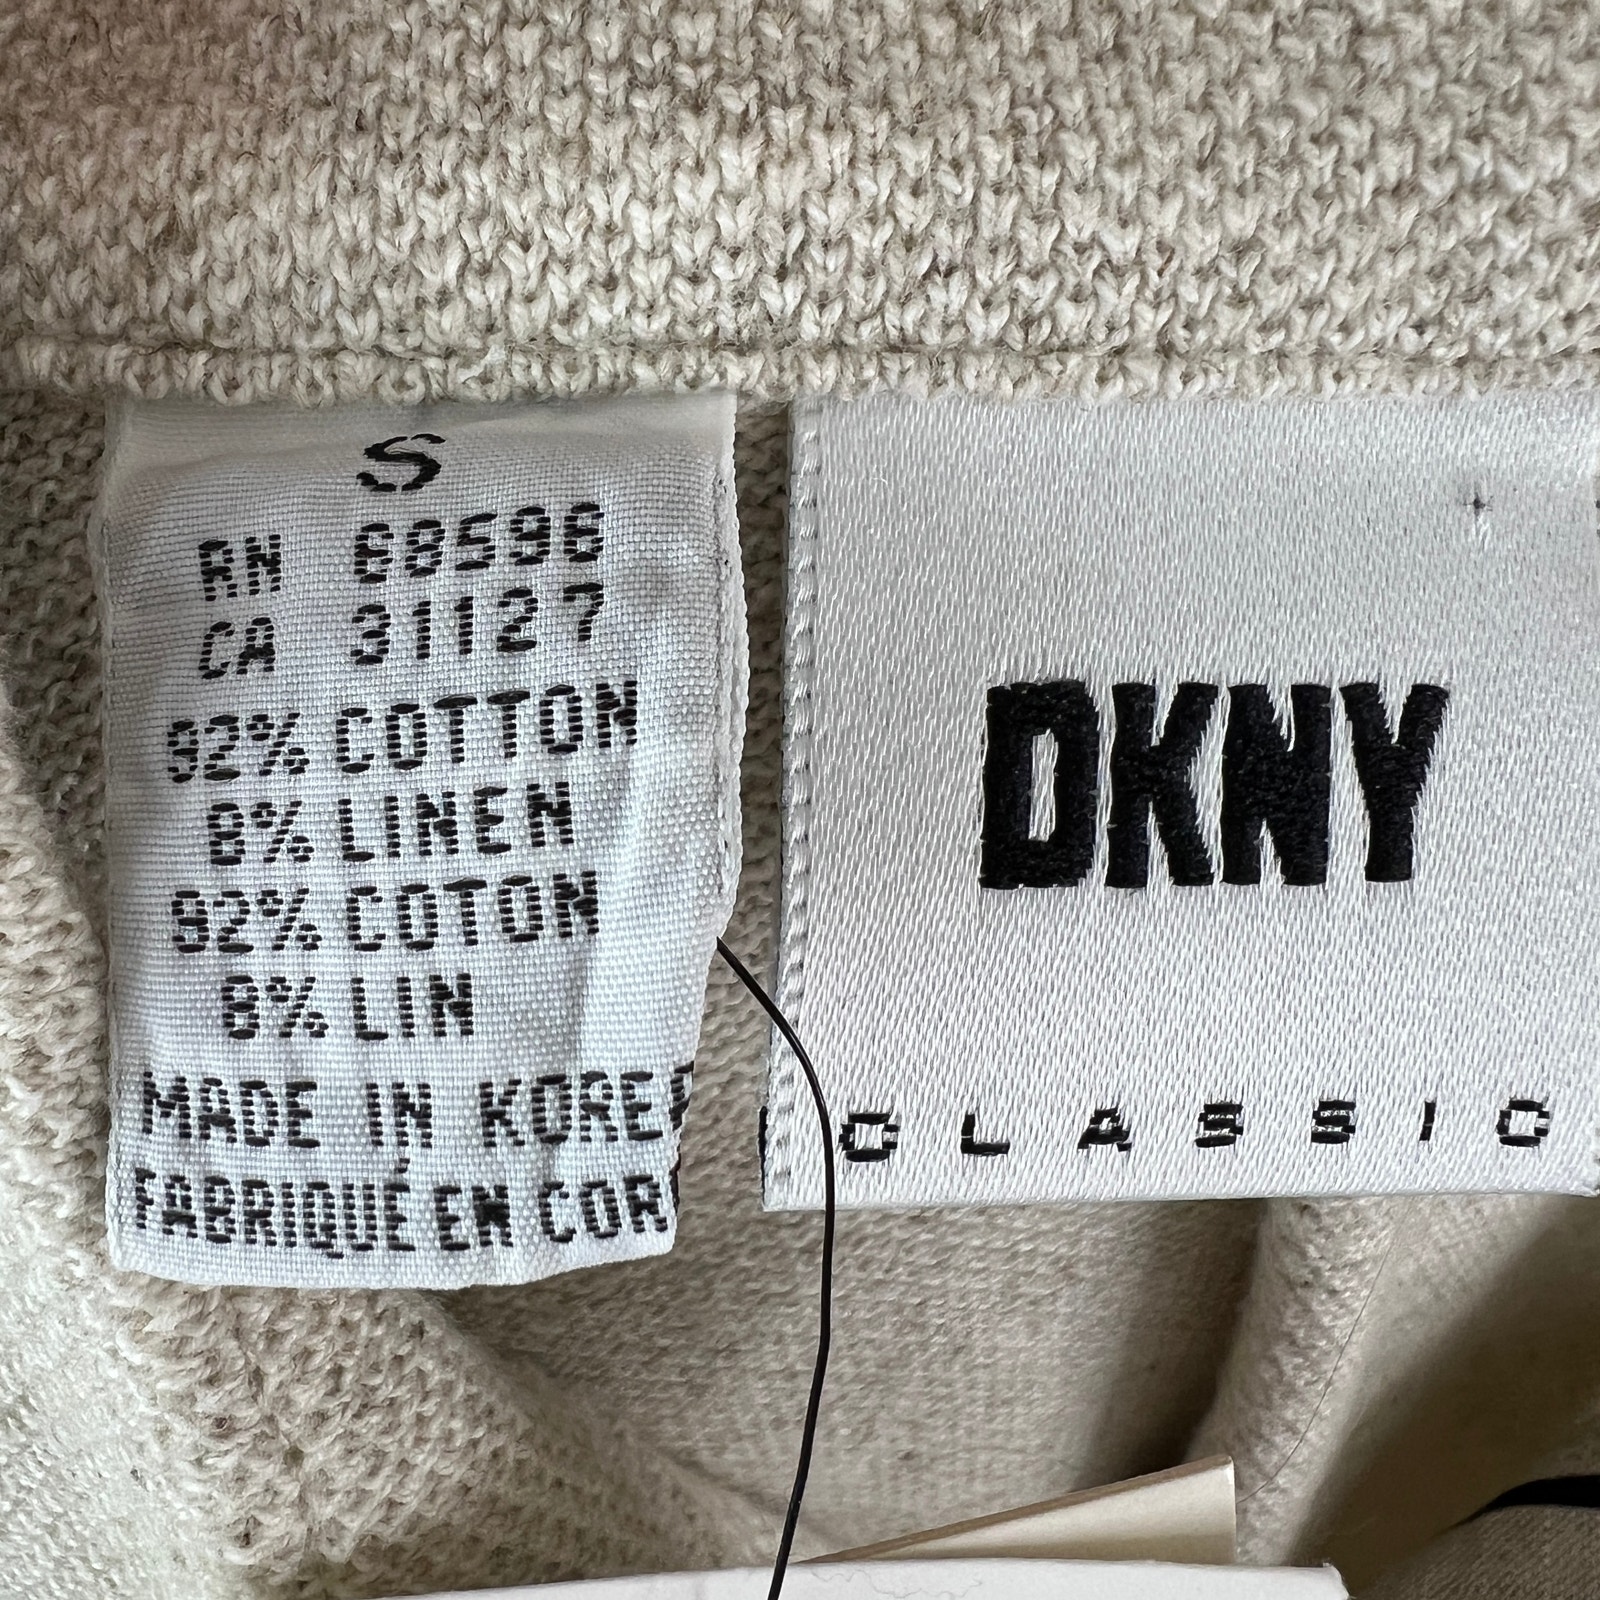 S
RN 68596
CA 31127
92% COTTON
8% LINEN
92% COTON
8% LIN
MADE IN KOREA
FABRIQUÉ EN COR
DKNY
CLASSIC